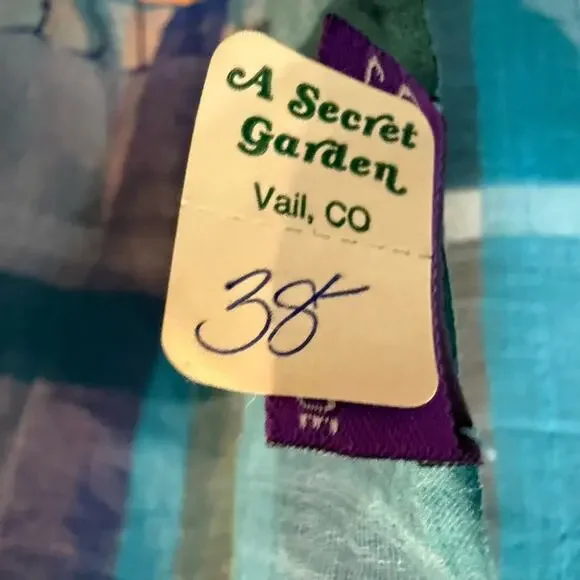 A Secret
Garden
Vail, CO
38